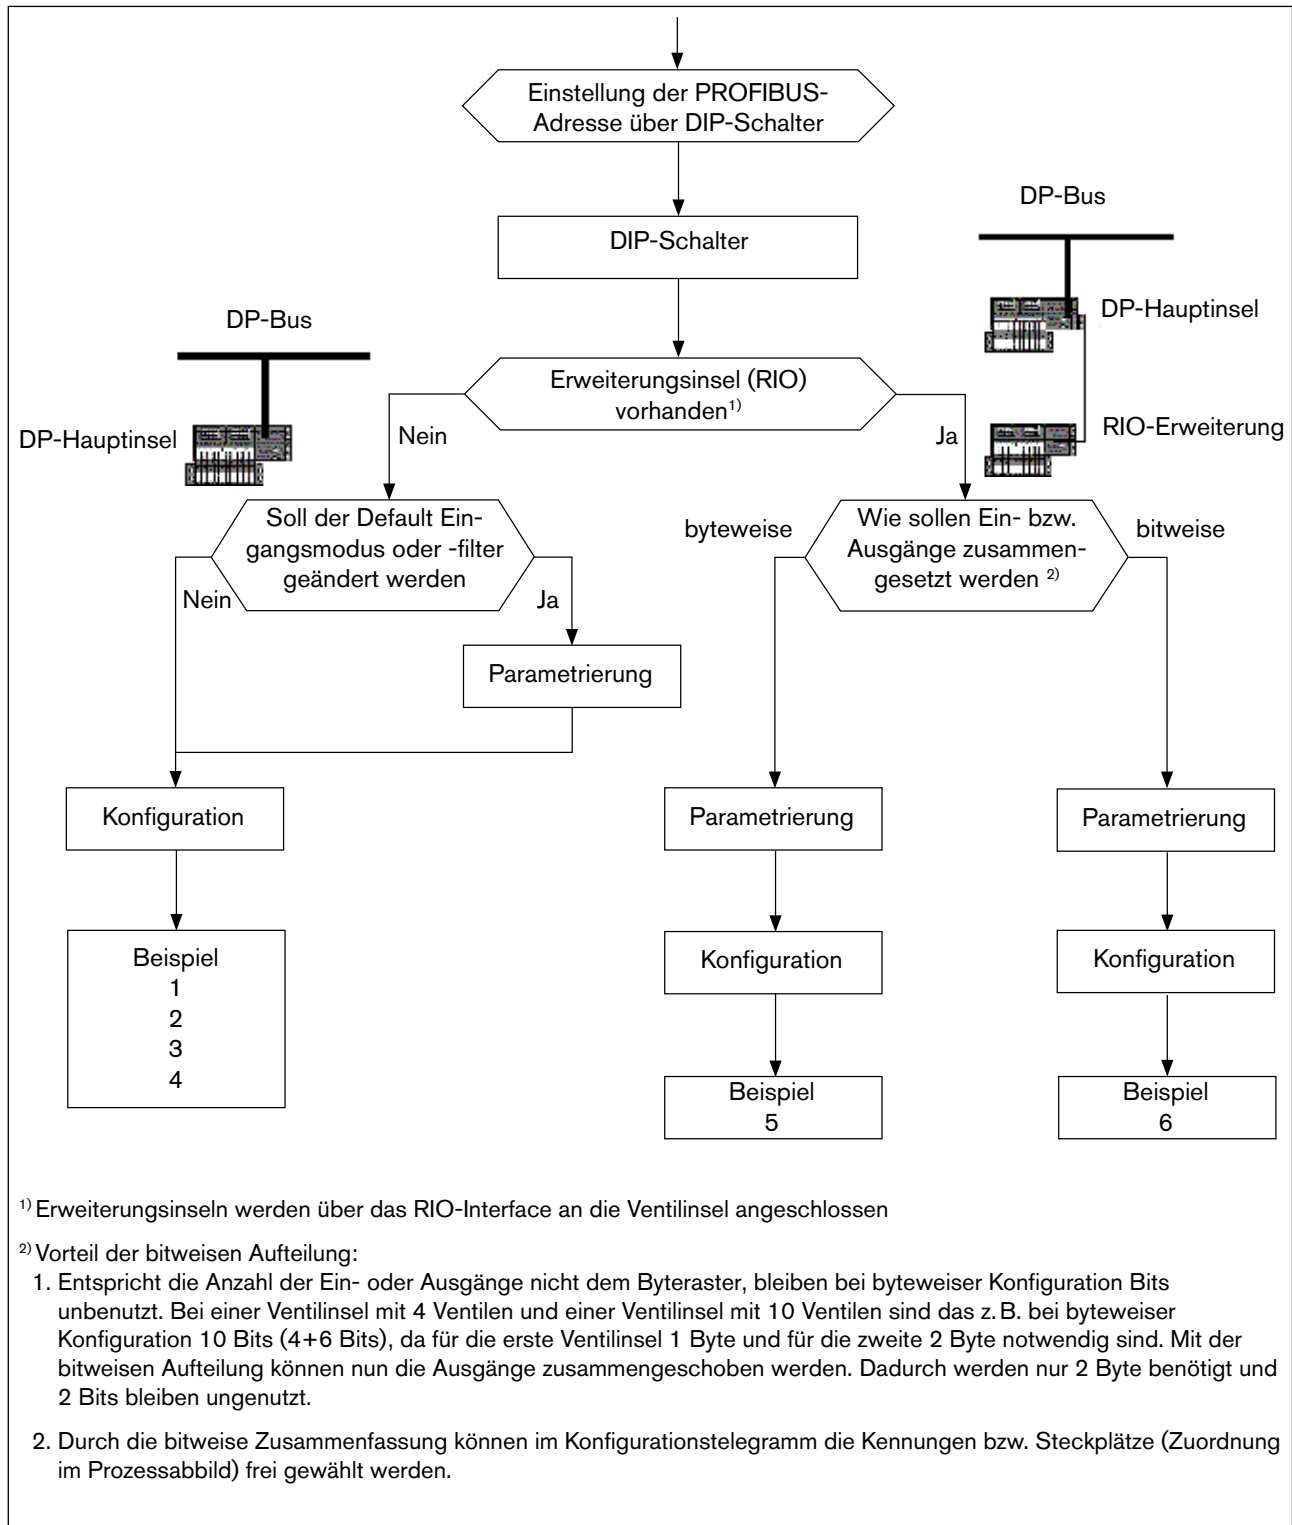 Einstellung der PROFIBUS-
Adresse über DIP-Schalter
DP-Bus
DIP-Schalter
DP-Hauptinsel
DP-Bus
Erweiterungsinsel (RIO)
vorhanden¹⁾
DP-Hauptinsel
Nein
Ja
RIO-Erweiterung
Soll der Default Ein-
gangsmodus oder -filter
geändert werden
byteweise
Wie sollen Ein- bzw.
Ausgänge zusammen-
gesetzt werden ²⁾
bitweise
Nein
Ja
Parametrierung
Konfiguration
Parametrierung
Parametrierung
Beispiel
1
2
3
4
Konfiguration
Konfiguration
Beispiel
5
Beispiel
6
¹⁾ Erweiterungsinseln werden über das RIO-Interface an die Ventilinsel angeschlossen
²⁾ Vorteil der bitweisen Aufteilung:
1. Entspricht die Anzahl der Ein- oder Ausgänge nicht dem Byteraster, bleiben bei byteweiser Konfiguration Bits
unbenutzt. Bei einer Ventilinsel mit 4 Ventilen und einer Ventilinsel mit 10 Ventilen sind das z. B. bei byteweiser
Konfiguration 10 Bits (4+6 Bits), da für die erste Ventilinsel 1 Byte und für die zweite 2 Byte notwendig sind. Mit der
bitweisen Aufteilung können nun die Ausgänge zusammengeschoben werden. Dadurch werden nur 2 Byte benötigt und
2 Bits bleiben ungenutzt.
2. Durch die bitweise Zusammenfassung können im Konfigurationstelegramm die Kennungen bzw. Steckplätze (Zuordnung
im Prozessabbild) frei gewählt werden.